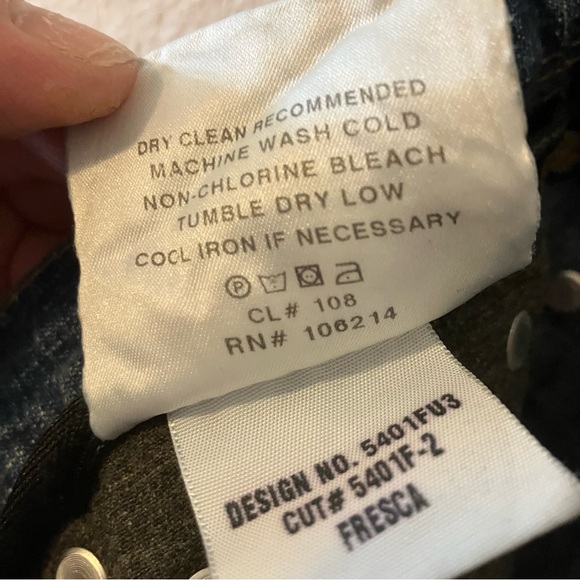 DRY CLEAN RECOMMENDED
MACHINE WASH COLD
NON-CHLORINE BLEACH
TUMBLE DRY LOW
COOL IRON IF NECESSARY
P
CL# 108
RN# 106214
DESIGN NO. 5401FU3
CUT# 5401F-2
FRESCA